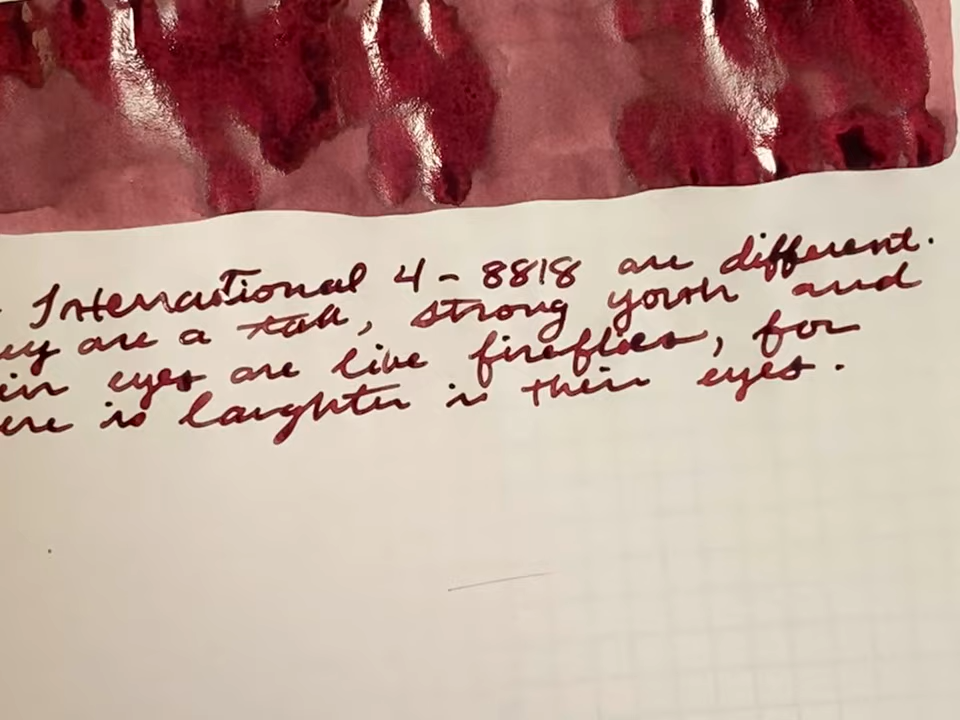 International 4-8818 are different.
are a tall, strong youth and
eyes are like fireflies, for
is laughter in their eyes.